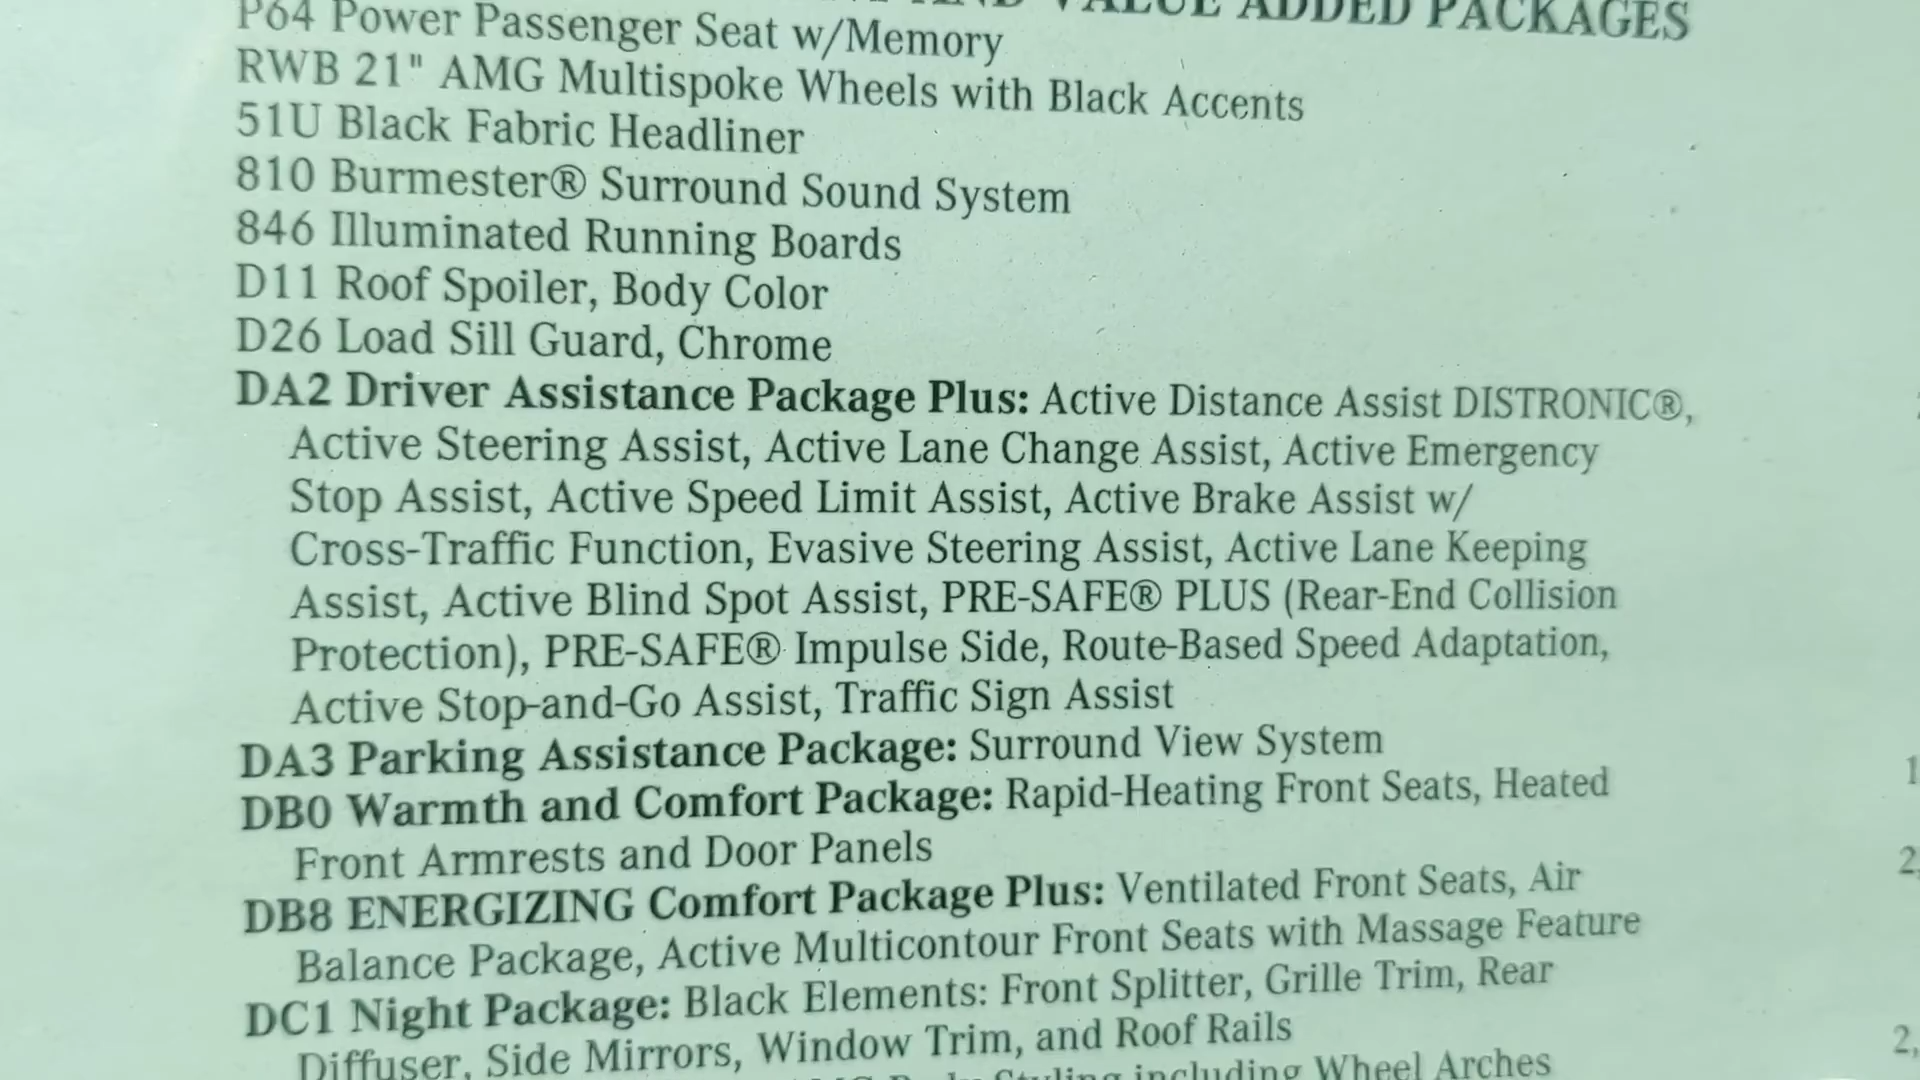 VALUE ADDED PACKAGES
P64 Power Passenger Seat w/Memory
RWB 21" AMG Multispoke Wheels with Black Accents
51U Black Fabric Headliner
810 Burmester® Surround Sound System
846 Illuminated Running Boards
D11 Roof Spoiler, Body Color
D26 Load Sill Guard, Chrome
DA2 Driver Assistance Package Plus: Active Distance Assist DISTRONIC®,
Active Steering Assist, Active Lane Change Assist, Active Emergency
Stop Assist, Active Speed Limit Assist, Active Brake Assist w/
Cross-Traffic Function, Evasive Steering Assist, Active Lane Keeping
Assist, Active Blind Spot Assist, PRE-SAFE® PLUS (Rear-End Collision
Protection), PRE-SAFE® Impulse Side, Route-Based Speed Adaptation,
Active Stop-and-Go Assist, Traffic Sign Assist
DA3 Parking Assistance Package: Surround View System
DB0 Warmth and Comfort Package: Rapid-Heating Front Seats, Heated
Front Armrests and Door Panels
DB8 ENERGIZING Comfort Package Plus: Ventilated Front Seats, Air
Balance Package, Active Multicontour Front Seats with Massage Feature
DC1 Night Package: Black Elements: Front Splitter, Grille Trim, Rear
Diffuser, Side Mirrors, Window Trim, and Roof Rails
Styling including Wheel Arches